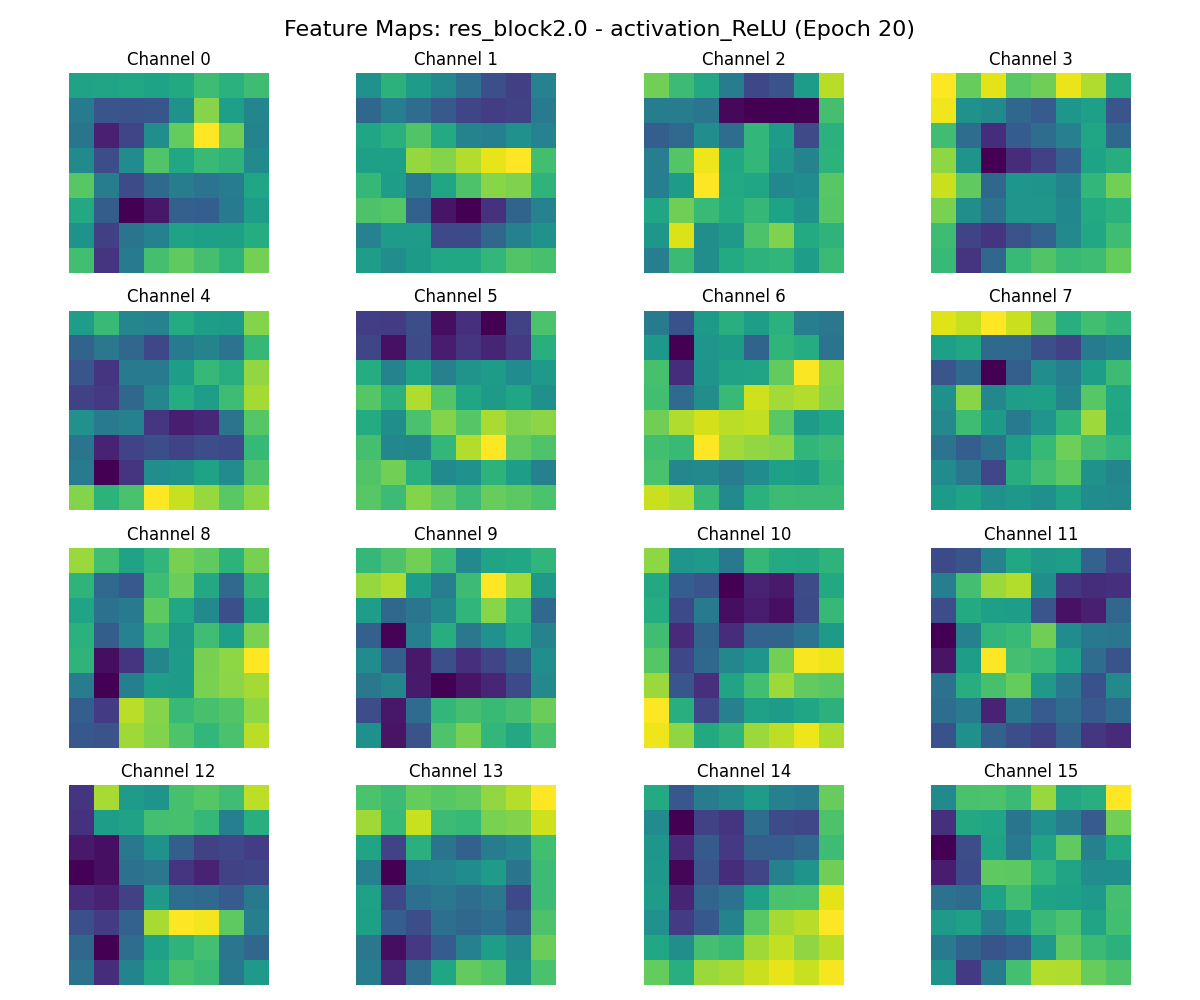 Feature Maps: res_block2.0 - activation_ReLU (Epoch 20)
Channel 0
Channel 1
Channel 2
Channel 3
Channel 4
Channel 5
Channel 6
Channel 7
Channel 8
Channel 9
Channel 10
Channel 11
Channel 12
Channel 13
Channel 14
Channel 15